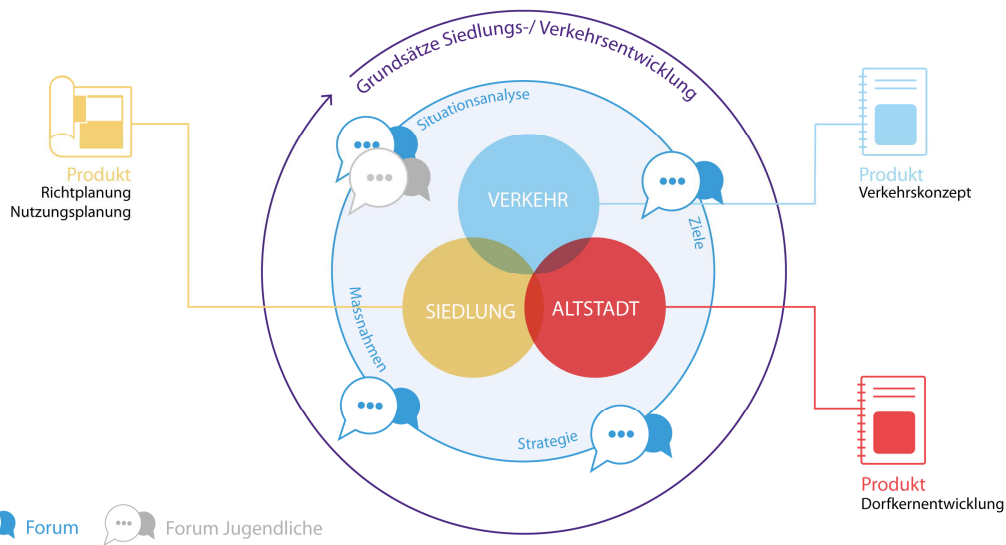 Grundsätze Siedlungs-/ Verkehrsentwicklung
Situationsanalyse
Ziele
Strategie
Massnahmen
VERKEHR
SIEDLUNG
ALTSTADT
Produkt
Richtplanung
Nutzungsplanung
Produkt
Verkehrskonzept
Produkt
Dorfkernentwicklung
Forum
Forum Jugendliche